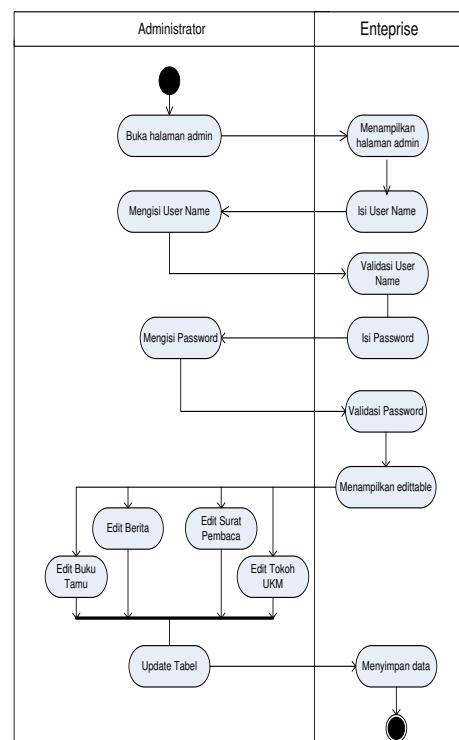 Administrator
Enteprise
Buka halaman admin
Menampilkan
halaman admin
Mengisi User Name
Isi User Name
Validasi User
Name
Mengisi Password
Isi Password
Validasi Password
Menampilkan edittable
Edit Berita
Edit Surat
Pembaca
Edit Buku
Tamu
Edit Tokoh
UKM
Update Tabel
Menyimpan data